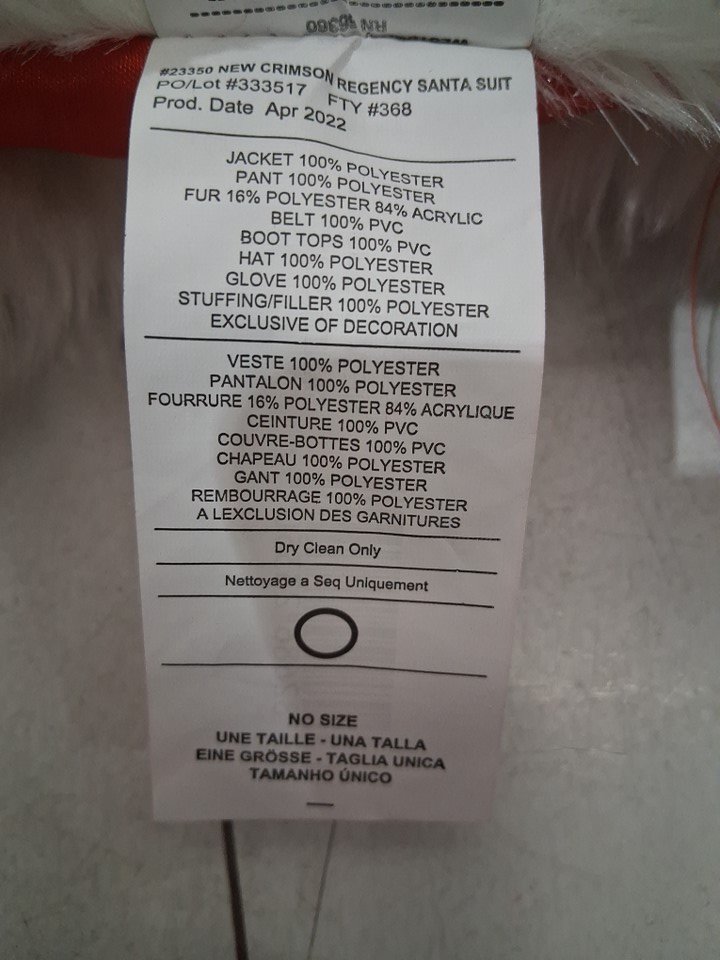 RN 16360
#23350 NEW CRIMSON REGENCY SANTA SUIT
PO/Lot #333517 FTY #368
Prod. Date Apr 2022
JACKET 100% POLYESTER
PANT 100% POLYESTER
FUR 16% POLYESTER 84% ACRYLIC
BELT 100% PVC
BOOT TOPS 100% PVC
HAT 100% POLYESTER
GLOVE 100% POLYESTER
STUFFING/FILLER 100% POLYESTER
EXCLUSIVE OF DECORATION
VESTE 100% POLYESTER
PANTALON 100% POLYESTER
FOURRURE 16% POLYESTER 84% ACRYLIQUE
CEINTURE 100% PVC
COUVRE-BOTTES 100% PVC
CHAPEAU 100% POLYESTER
GANT 100% POLYESTER
REMBOURRAGE 100% POLYESTER
A LEXCLUSION DES GARNITURES
Dry Clean Only
Nettoyage a Seq Uniquement
NO SIZE
UNE TAILLE - UNA TALLA
EINE GRÖSSE - TAGLIA UNICA
TAMANHO ÚNICO